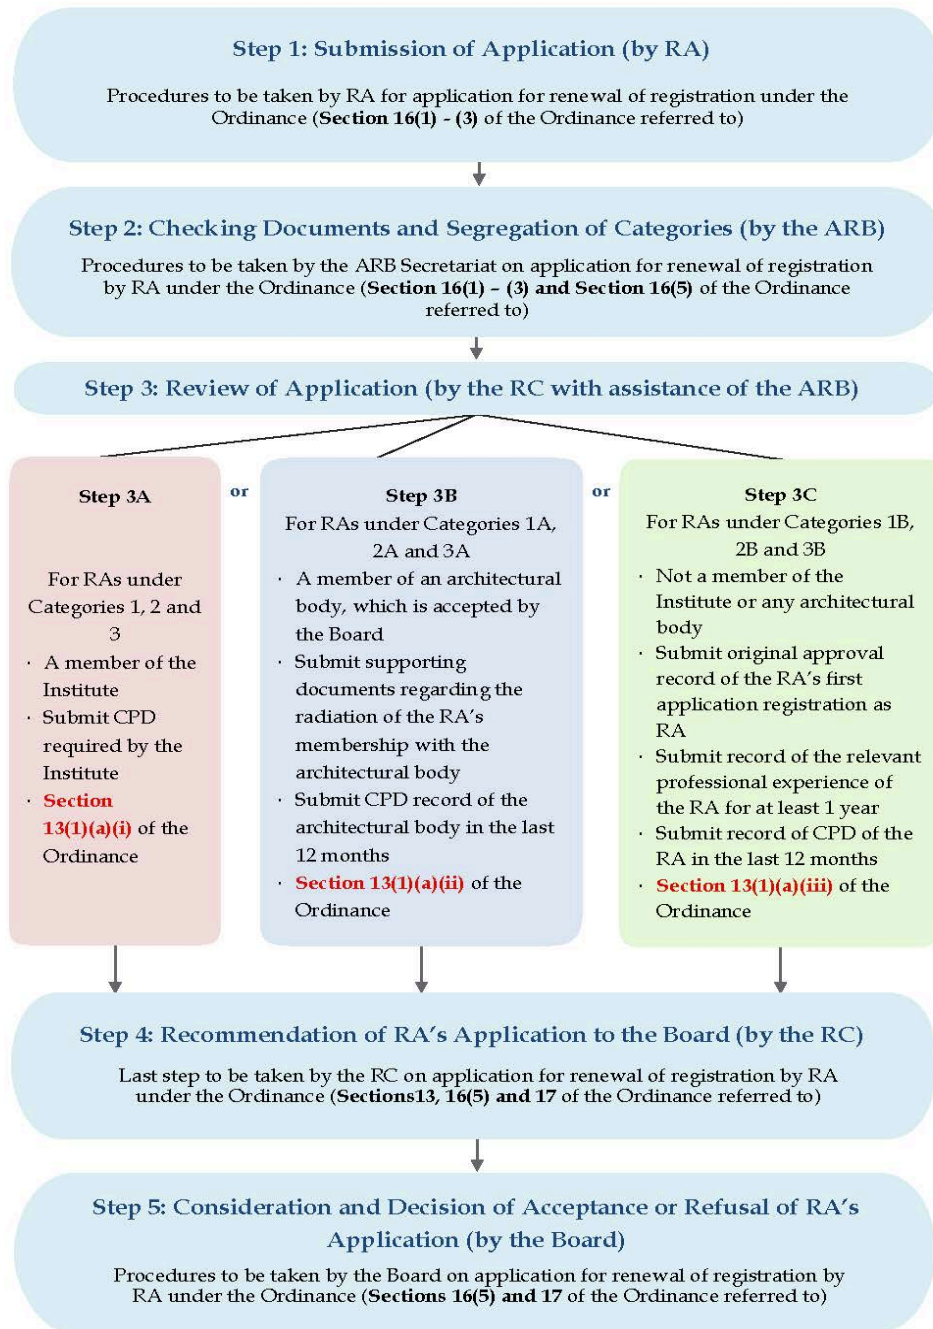 Step 1: Submission of Application (by RA)
Procedures to be taken by RA for application for renewal of registration under the
Ordinance (Section 16(1) - (3) of the Ordinance referred to)
Step 2: Checking Documents and Segregation of Categories (by the ARB)
Procedures to be taken by the ARB Secretariat on application for renewal of registration
by RA under the Ordinance (Section 16(1) – (3) and Section 16(5) of the Ordinance
referred to)
Step 3: Review of Application (by the RC with assistance of the ARB)
Step 3A
For RAs under
Categories 1, 2 and
3
· A member of the
Institute
· Submit CPD
required by the
Institute
· Section
13(1)(a)(i) of the
Ordinance
or
Step 3B
For RAs under Categories 1A,
2A and 3A
· A member of an architectural
body, which is accepted by
the Board
· Submit supporting
documents regarding the
radiation of the RA's
membership with the
architectural body
· Submit CPD record of the
architectural body in the last
12 months
· Section 13(1)(a)(ii) of the
Ordinance
or
Step 3C
For RAs under Categories 1B,
2B and 3B
· Not a member of the
Institute or any architectural
body
· Submit original approval
record of the RA's first
application registration as
RA
· Submit record of the relevant
professional experience of
the RA for at least 1 year
· Submit record of CPD of the
RA in the last 12 months
· Section 13(1)(a)(iii) of the
Ordinance
Step 4: Recommendation of RA's Application to the Board (by the RC)
Last step to be taken by the RC on application for renewal of registration by RA
under the Ordinance (Sections13, 16(5) and 17 of the Ordinance referred to)
Step 5: Consideration and Decision of Acceptance or Refusal of RA's
Application (by the Board)
Procedures to be taken by the Board on application for renewal of registration by
RA under the Ordinance (Sections 16(5) and 17 of the Ordinance referred to)